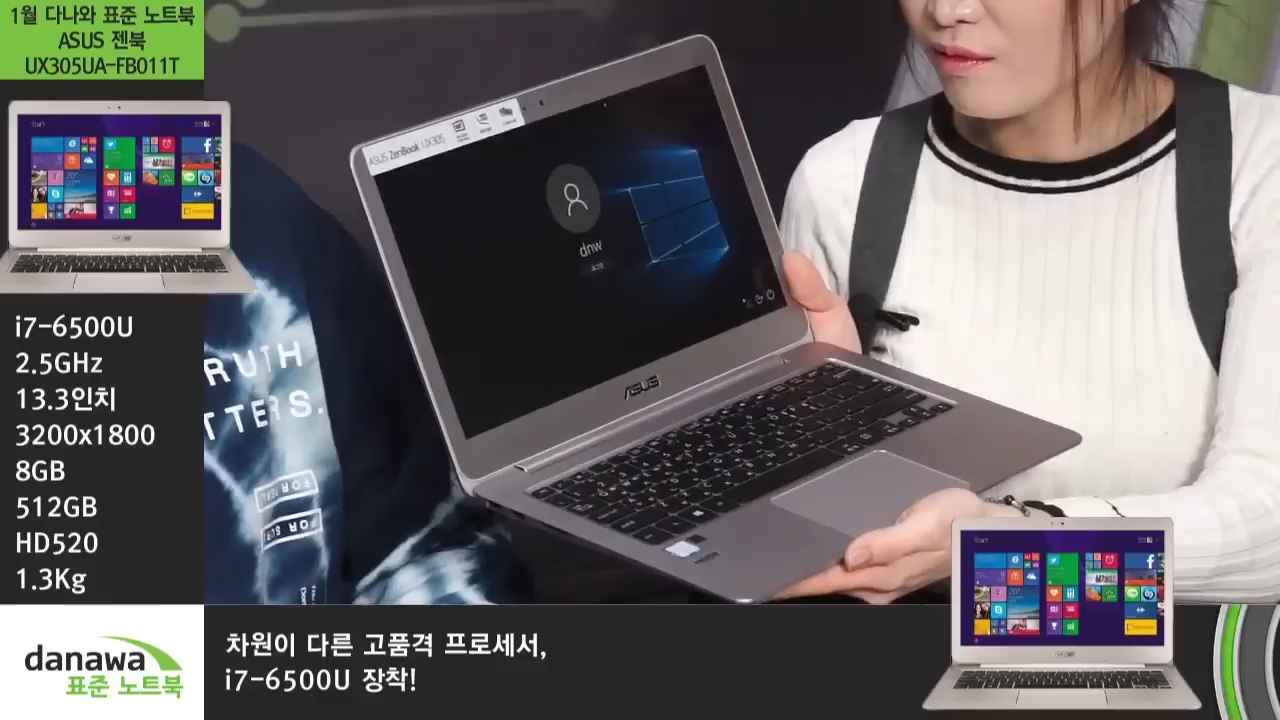 1월 다나와 표준 노트북
ASUS 젠북
UX305UA-FB011T
i7-6500U
2.5GHz
13.3인치
3200x1800
8GB
512GB
HD520
1.3Kg
ASUS ZenBook UX305
dnw
ASUS
RUTH
TTERS.
danawa
표준 노트북
차원이 다른 고품격 프로세서,
i7-6500U 장착!